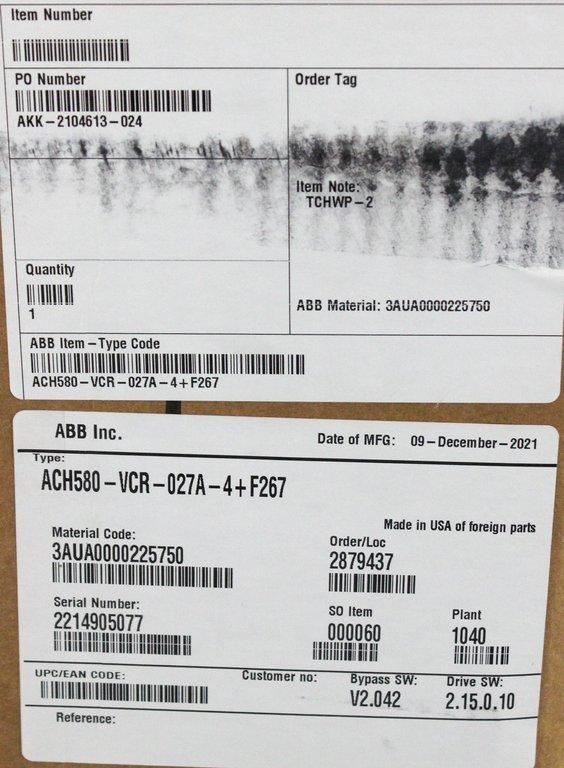 Item Number
PO Number
AKK-2104613-024
Order Tag
Item Note:
TCHWP-2
Quantity
1
ABB Material: 3AUA0000225750
ABB Item-Type Code
ACH580-VCR-027A-4+F267
ABB Inc.
Date of MFG: 09-December-2021
Type:
ACH580-VCR-027A-4+F267
Made in USA of foreign parts
Material Code:
3AUA0000225750
Order/Loc
2879437
Serial Number:
2214905077
SO Item
000060
Plant
1040
UPC/EAN CODE:
Customer no:
Bypass SW:
V2.042
Drive SW:
2.15.0.10
Reference: